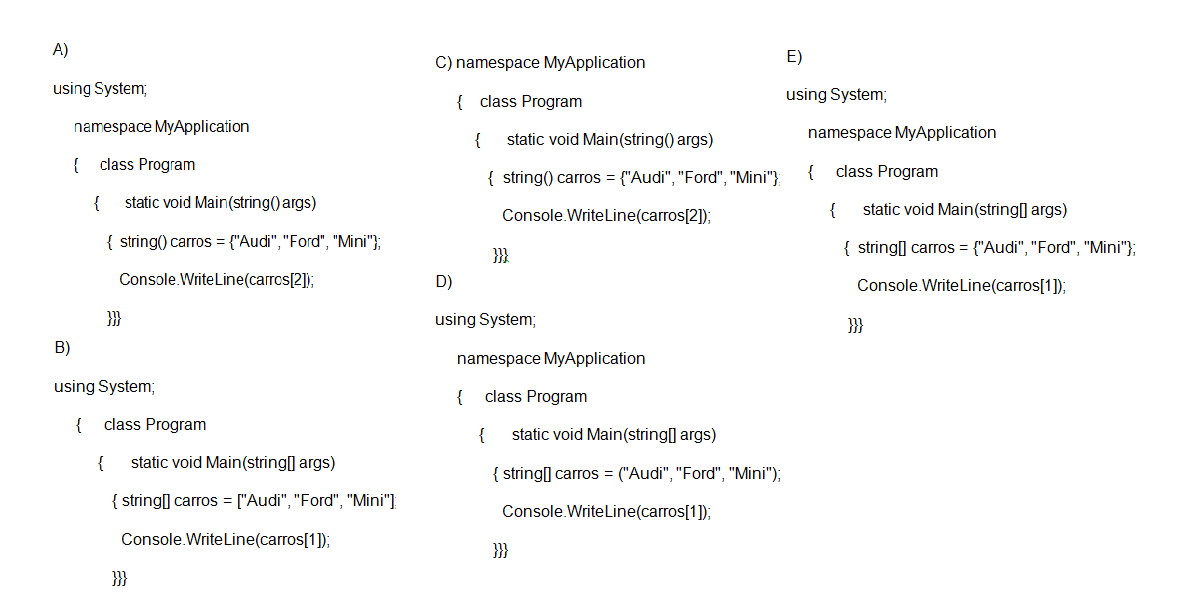 A)
using System;
namespace MyApplication
{ class Program
{ static void Main(string() args)
{ string() carros = {"Audi", "Ford", "Mini"};
Console.WriteLine(carros[2]);
}}}
B)
using System;
{ class Program
{ static void Main(string[] args)
{ string[] carros = ["Audi", "Ford", "Mini"];
Console.WriteLine(carros[1]);
}}}
C) namespace MyApplication
{ class Program
{ static void Main(string() args)
{ string() carros = {"Audi", "Ford", "Mini"};
Console.WriteLine(carros[2]);
}}}
D)
using System;
namespace MyApplication
{ class Program
{ static void Main(string[] args)
{ string[] carros = ("Audi", "Ford", "Mini");
Console.WriteLine(carros[1]);
}}}
E)
using System;
namespace MyApplication
{ class Program
{ static void Main(string[] args)
{ string[] carros = {"Audi", "Ford", "Mini"};
Console.WriteLine(carros[1]);
}}}